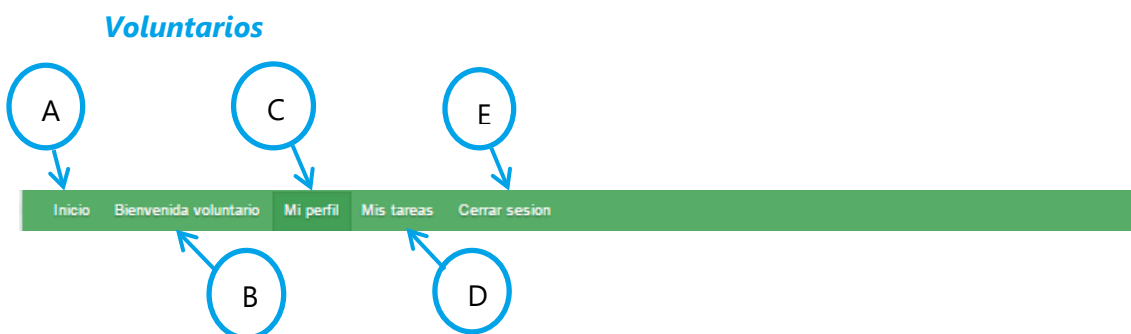 Voluntarios
A C E
Inicio Bienvenida voluntario Mi perfil Mis tareas Cerrar sesion
B D